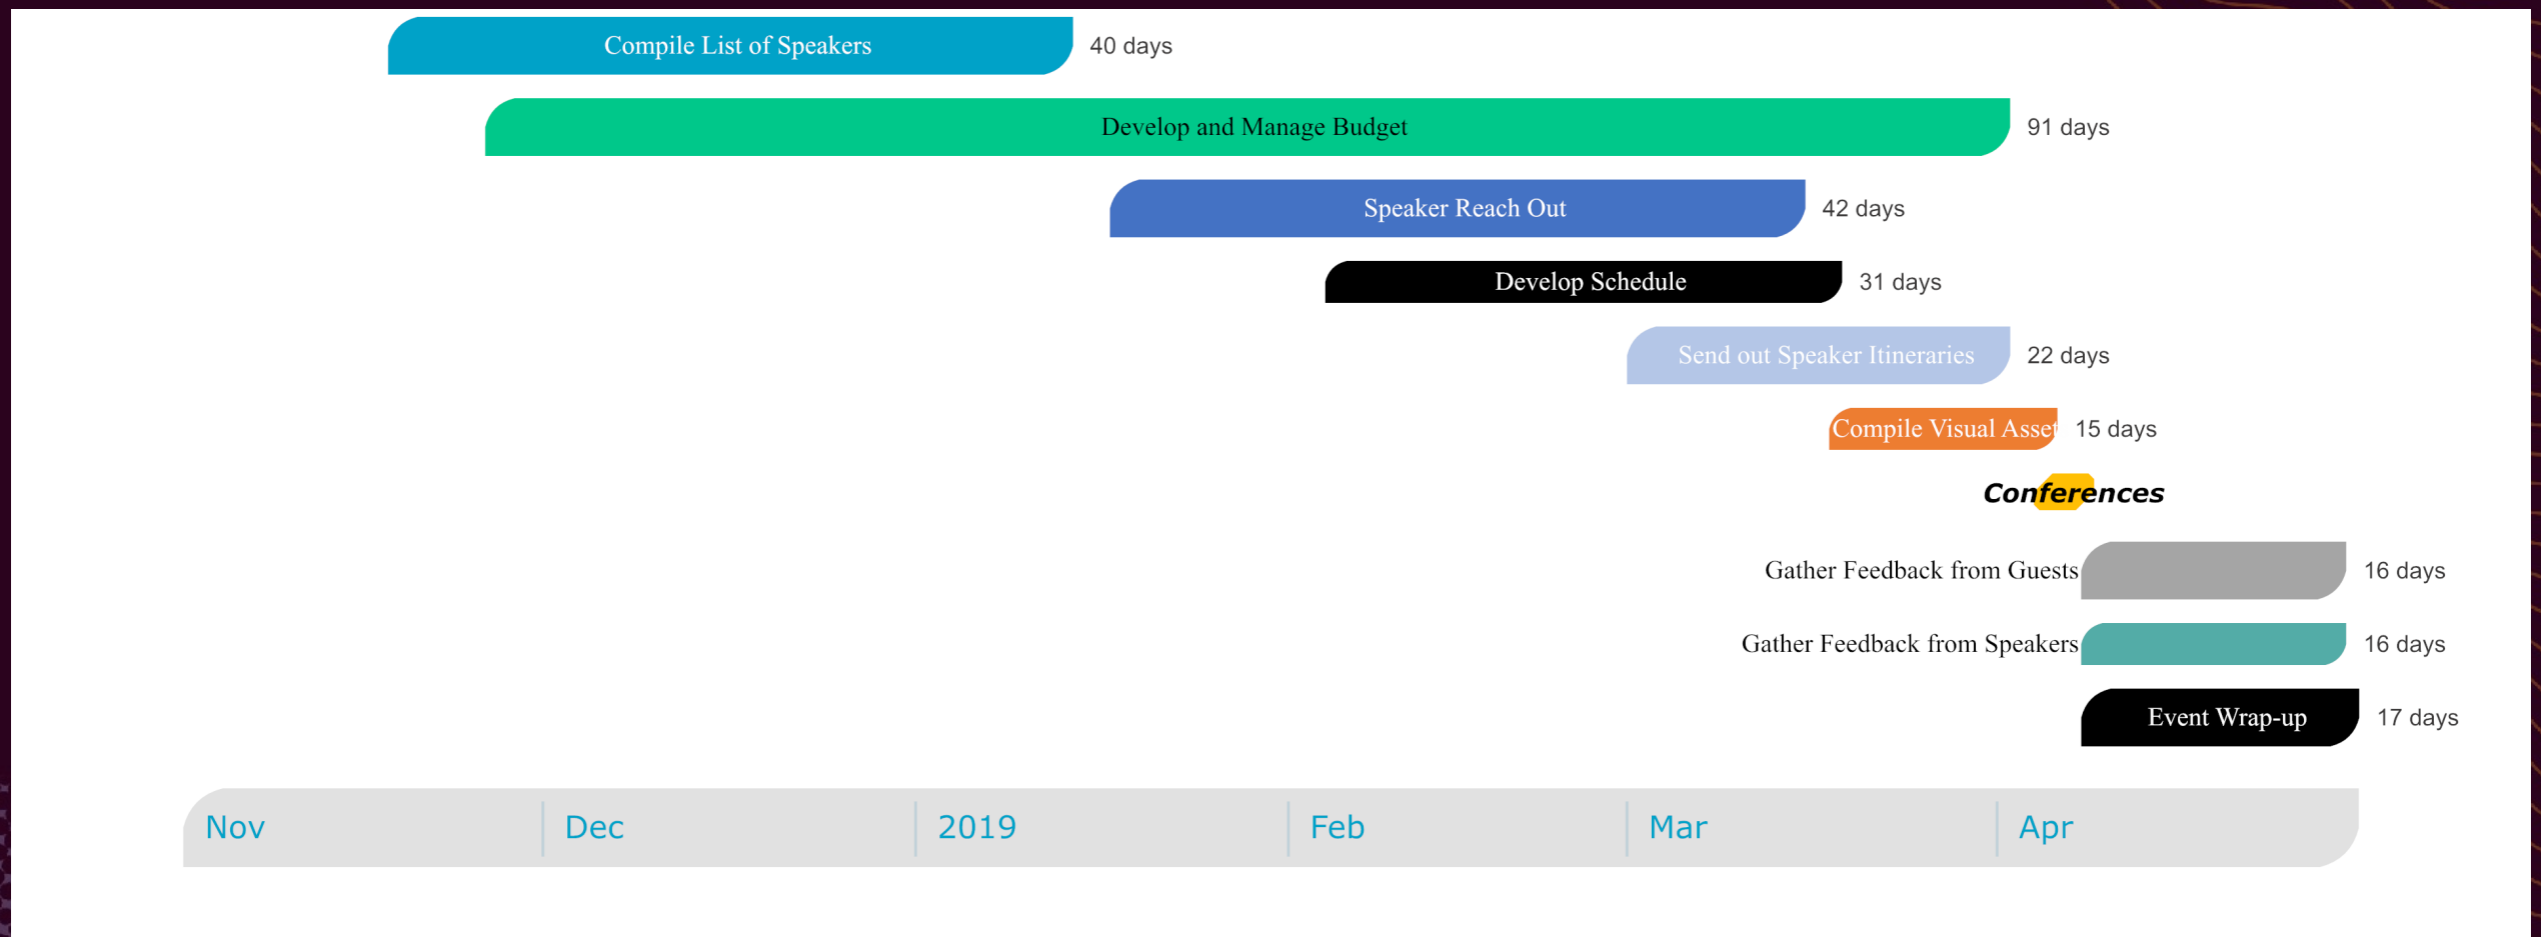 Compile List of Speakers 40 days
Develop and Manage Budget 91 days
Speaker Reach Out 42 days
Develop Schedule 31 days
Send out Speaker Itineraries 22 days
Compile Visual Asset 15 days
Conferences
Gather Feedback from Guests 16 days
Gather Feedback from Speakers 16 days
Event Wrap-up 17 days
Nov Dec 2019 Feb Mar Apr